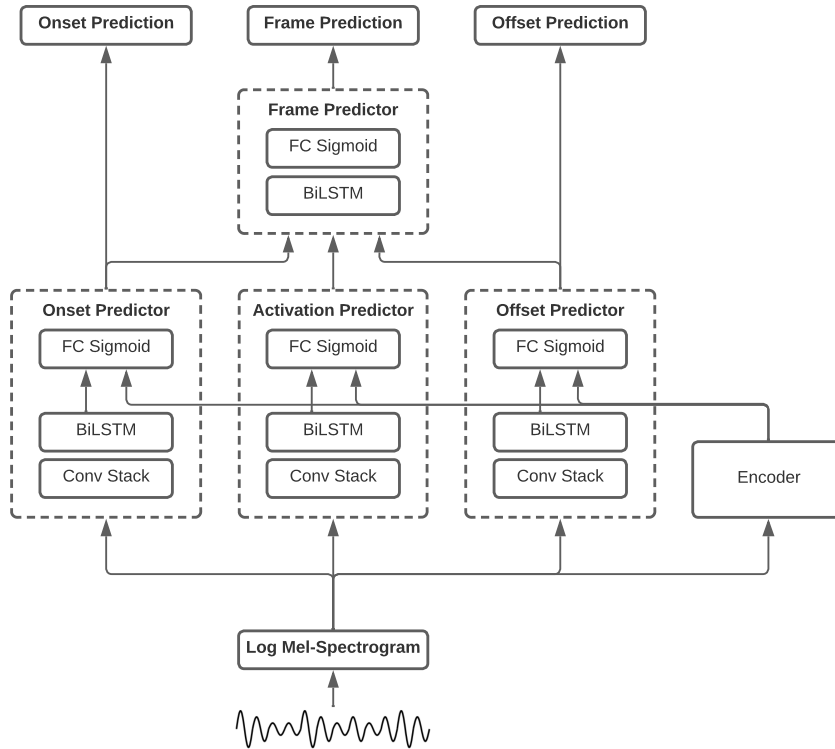 Onset Prediction
Frame Prediction
Offset Prediction
Frame Predictor
FC Sigmoid
BiLSTM
Onset Predictor
Activation Predictor
Offset Predictor
FC Sigmoid
FC Sigmoid
FC Sigmoid
BiLSTM
BiLSTM
BiLSTM
Conv Stack
Conv Stack
Conv Stack
Encoder
Log Mel-Spectrogram